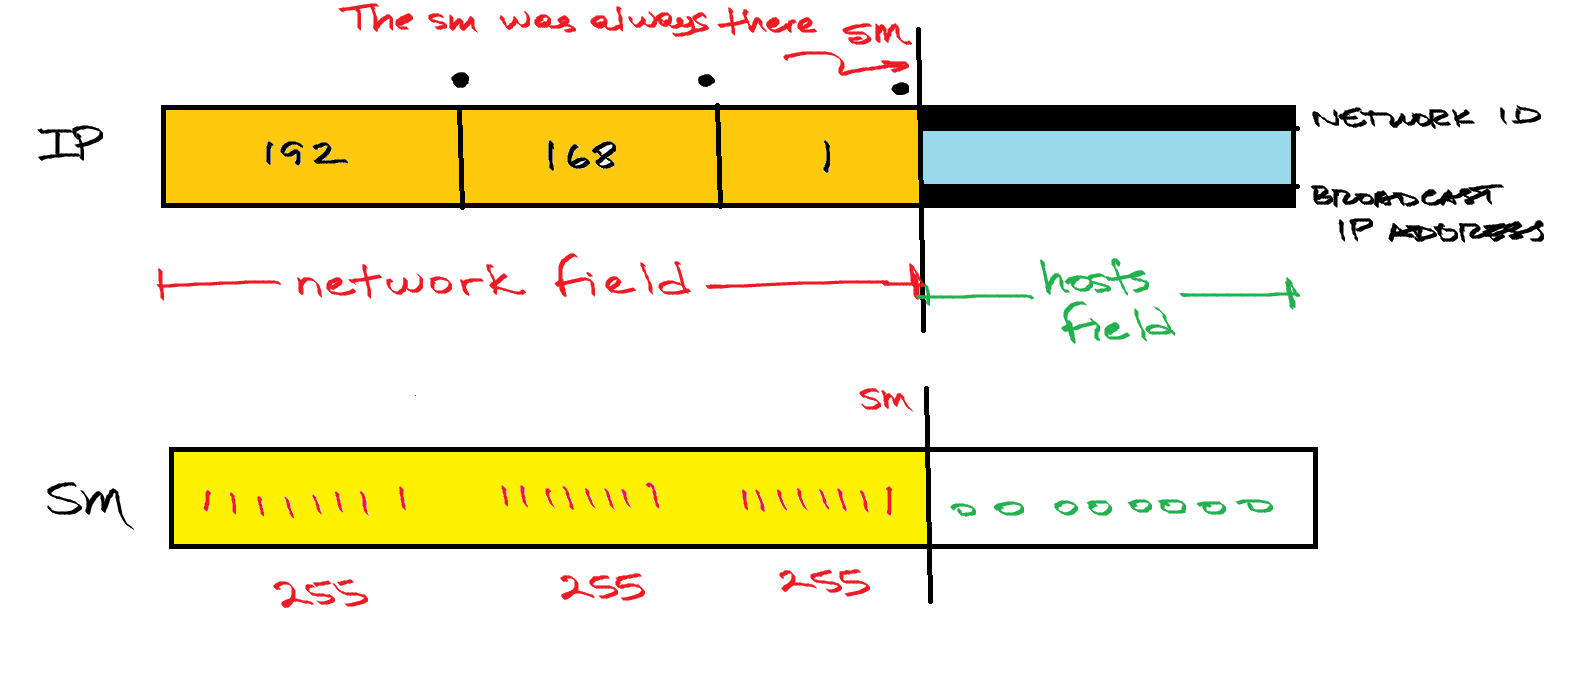 The sm was always there sm
IP
192 168 1
NETWORK ID
BROADCAST
IP ADDRESS
network field
hosts
field
sm
Sm
11111111 11111111 11111111 00000000
255 255 255